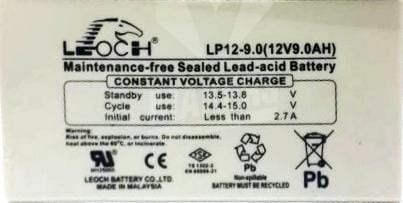 LEOCH
LP12-9.0(12V9.0AH)
Maintenance-free Sealed Lead-acid Battery
CONSTANT VOLTAGE CHARGE
Standby use: 13.5-13.8 V
Cycle use: 14.4-15.0 V
Initial current: Less than 2.7A
Warning:
Risk of fire, explosion, or burns. Do not disassemble,
heat above 60°C, or incinerate.
TSE
Pb
Non-spillable
Pb
LEOCH BATTERY CO.,LTD.
MADE IN MALAYSIA
BATTERY MUST BE RECYCLED